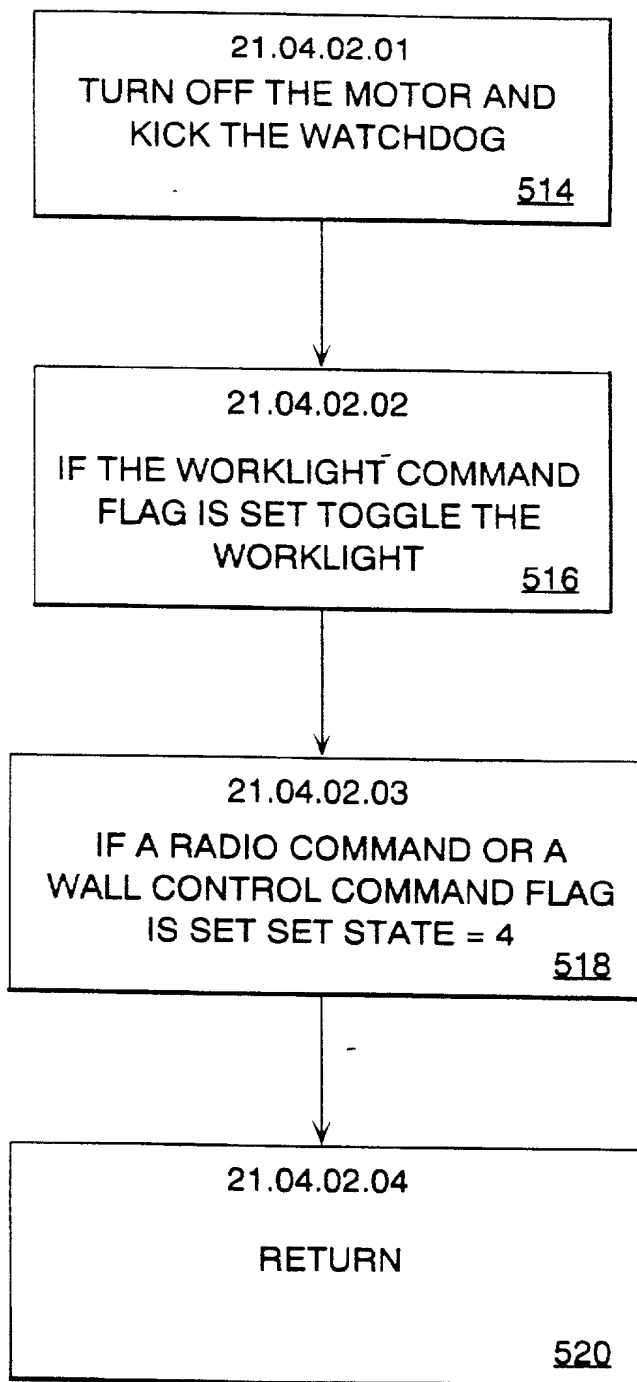 21.04.02.01
TURN OFF THE MOTOR AND
KICK THE WATCHDOG
514
21.04.02.02
IF THE WORKLIGHT COMMAND
FLAG IS SET TOGGLE THE
WORKLIGHT
516
21.04.02.03
IF A RADIO COMMAND OR A
WALL CONTROL COMMAND FLAG
IS SET SET STATE = 4
518
21.04.02.04
RETURN
520